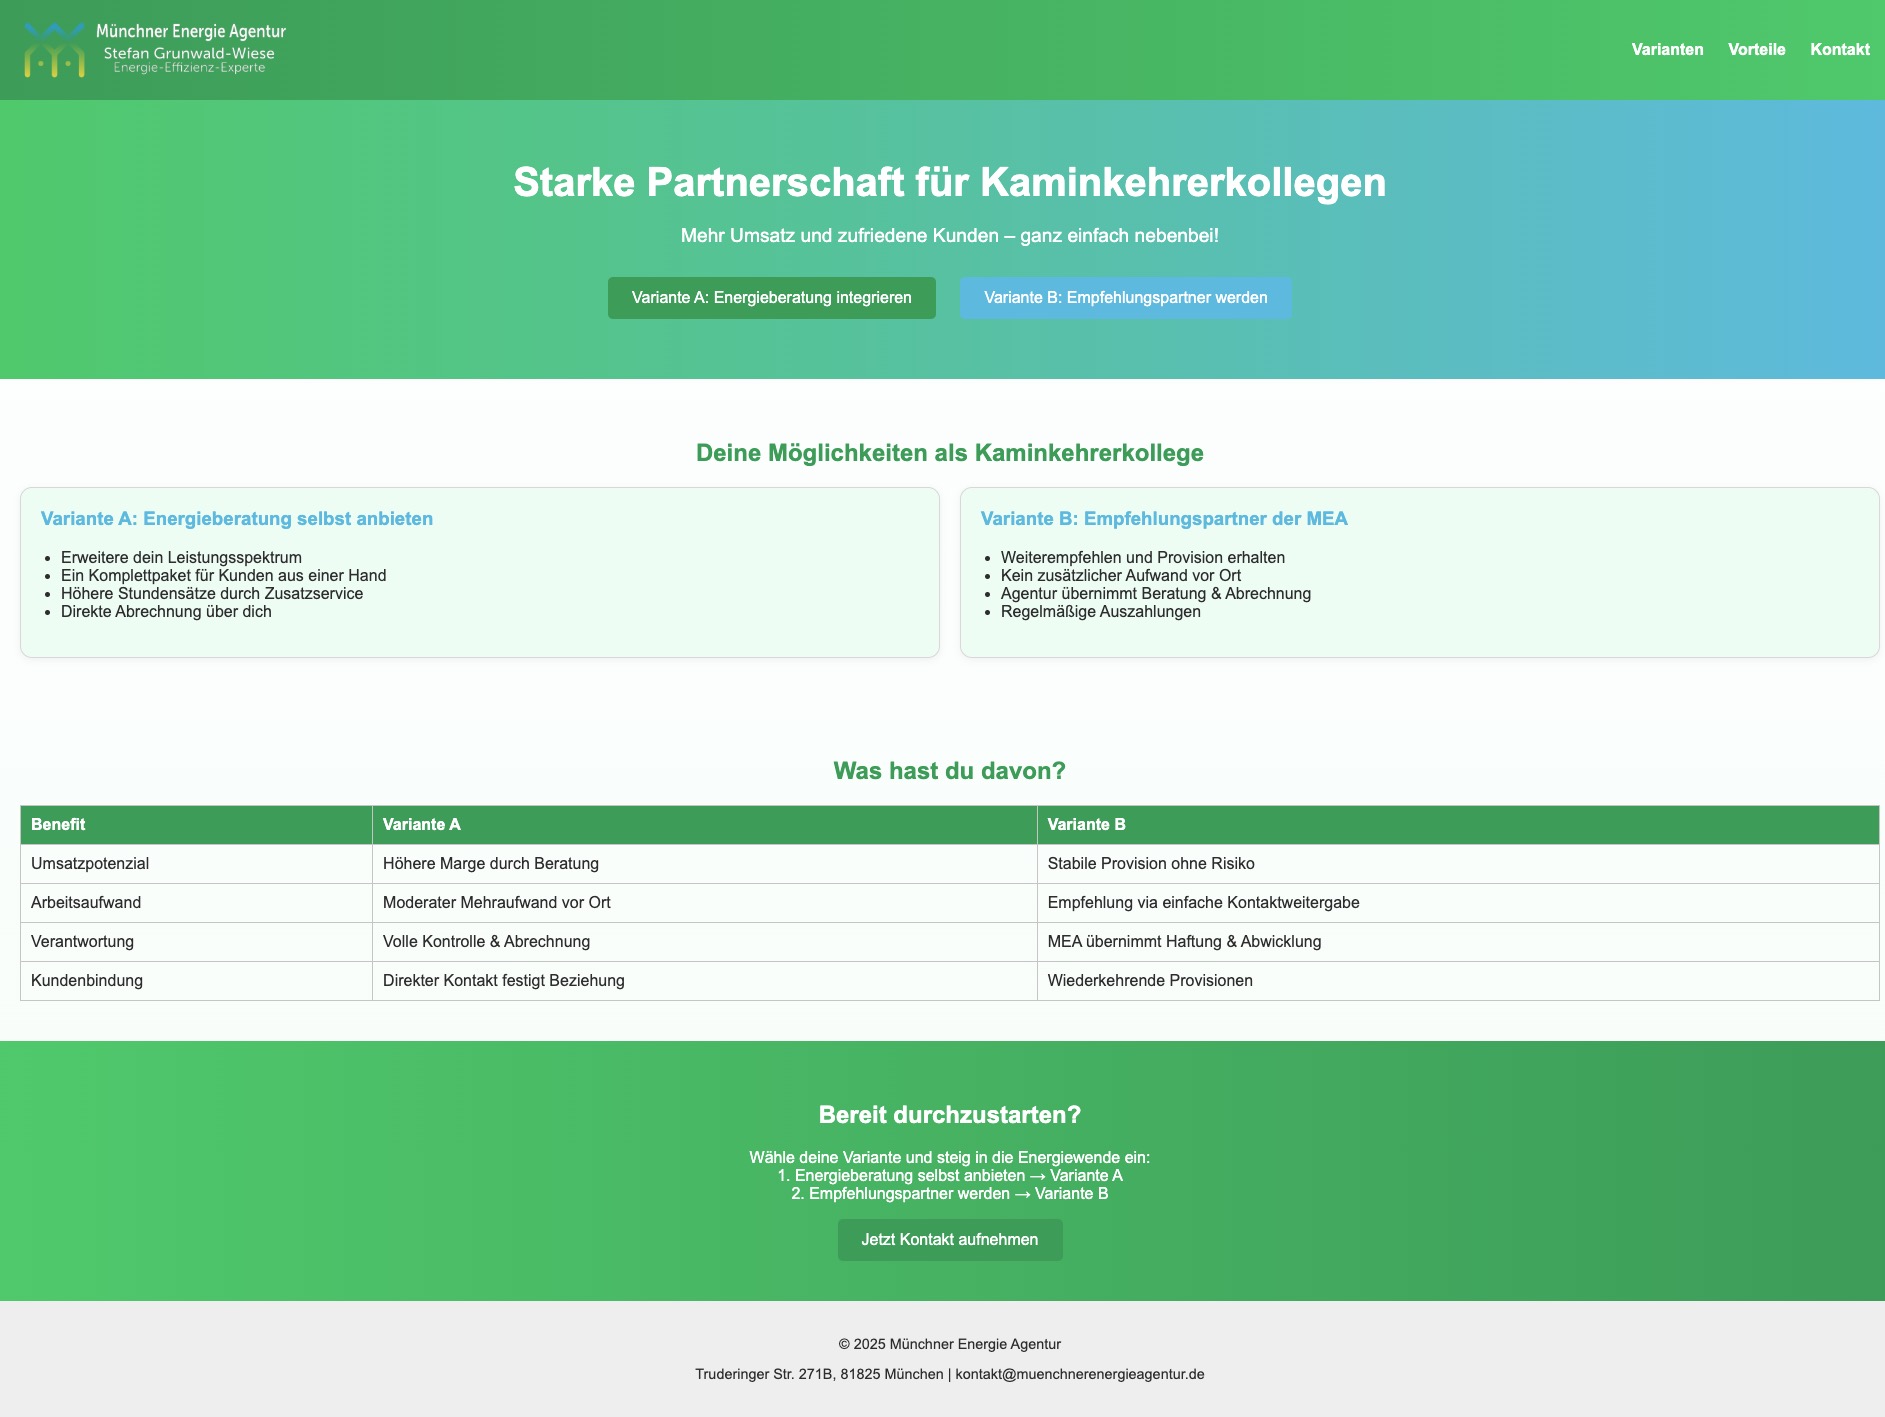 Münchner Energie Agentur
Stefan Grunwald-Wiese
Energie-Effizienz-Experte
Varianten Vorteile Kontakt
Starke Partnerschaft für Kaminkehrerkollegen
Mehr Umsatz und zufriedene Kunden – ganz einfach nebenbei!
Variante A: Energieberatung integrieren Variante B: Empfehlungspartner werden
Deine Möglichkeiten als Kaminkehrerkollege
Variante A: Energieberatung selbst anbieten
• Erweitere dein Leistungsspektrum
• Ein Komplettpaket für Kunden aus einer Hand
• Höhere Stundensätze durch Zusatzservice
• Direkte Abrechnung über dich
Variante B: Empfehlungspartner der MEA
• Weiterempfehlen und Provision erhalten
• Kein zusätzlicher Aufwand vor Ort
• Agentur übernimmt Beratung & Abrechnung
• Regelmäßige Auszahlungen
Was hast du davon?
Benefit Variante A Variante B
Umsatzpotenzial Höhere Marge durch Beratung Stabile Provision ohne Risiko
Arbeitsaufwand Moderater Mehraufwand vor Ort Empfehlung via einfache Kontaktweitergabe
Verantwortung Volle Kontrolle & Abrechnung MEA übernimmt Haftung & Abwicklung
Kundenbindung Direkter Kontakt festigt Beziehung Wiederkehrende Provisionen
Bereit durchzustarten?
Wähle deine Variante und steig in die Energiewende ein:
1. Energieberatung selbst anbieten → Variante A
2. Empfehlungspartner werden → Variante B
Jetzt Kontakt aufnehmen
© 2025 Münchner Energie Agentur
Truderinger Str. 271B, 81825 München | kontakt@muenchnerenergieagentur.de